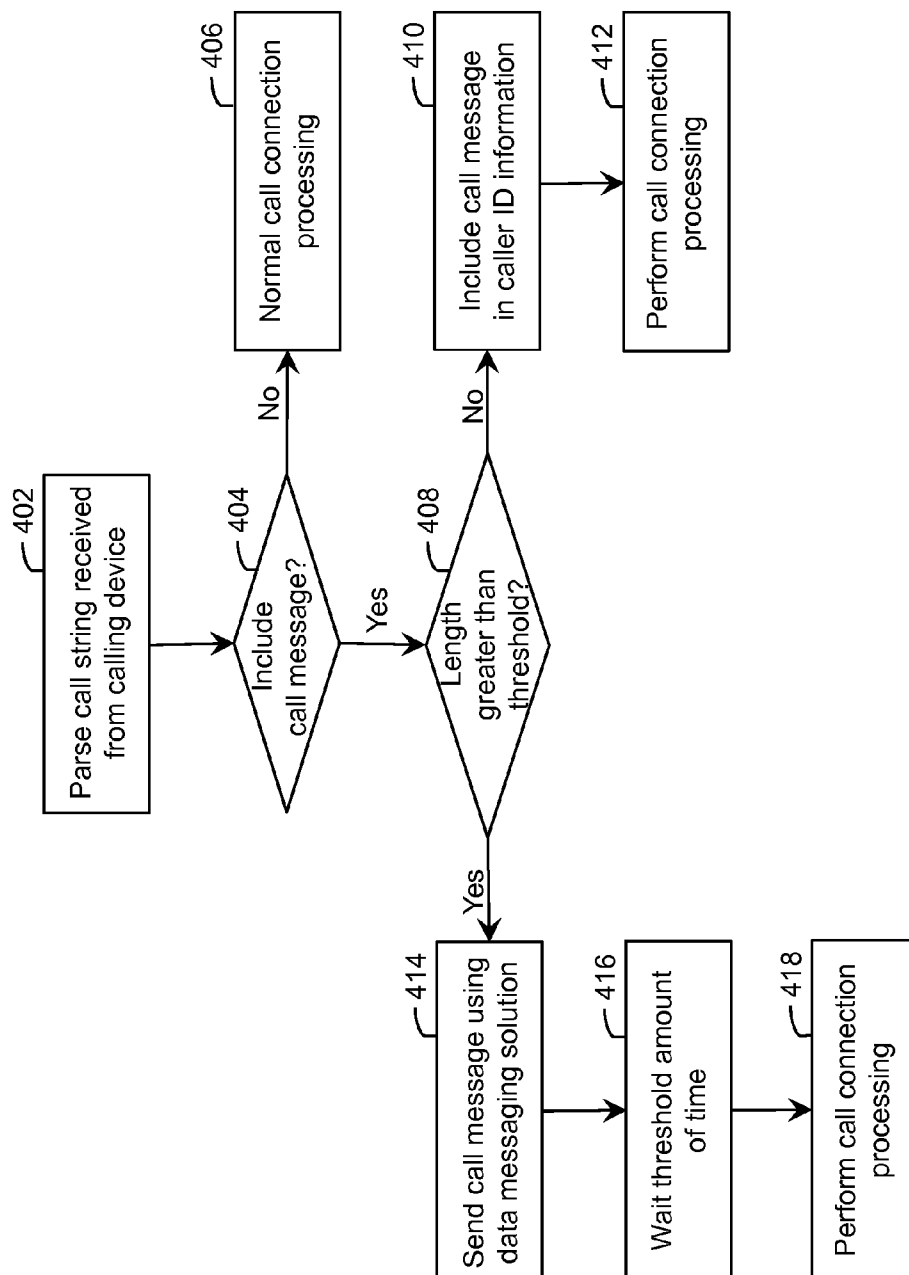 402
Parse call string received
from calling device
404
Include
call message?
No
406
Normal call connection
processing
Yes
408
Length
greater than
threshold?
No
410
Include call message
in caller ID information
412
Perform call connection
processing
Yes
414
Send call message using
data messaging solution
416
Wait threshold amount
of time
418
Perform call connection
processing